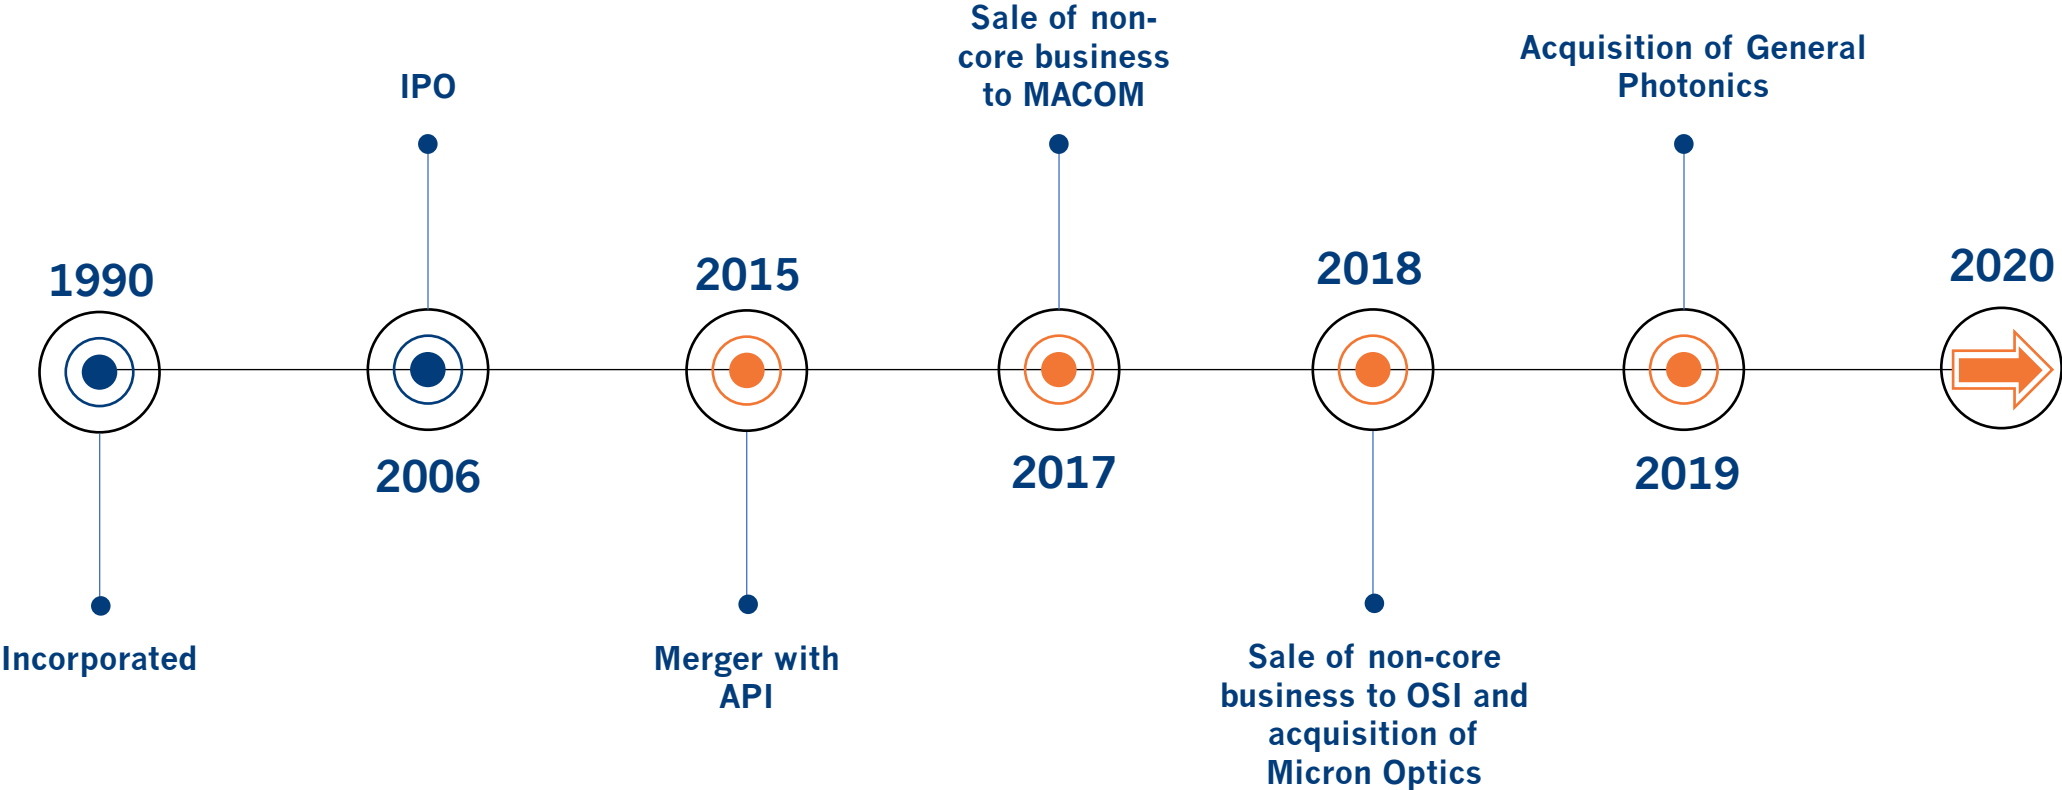 1990
Incorporated
IPO
2006
2015
Merger with
API
Sale of non-
core business
to MACOM
2017
2018
Sale of non-core
business to OSI and
acquisition of
Micron Optics
Acquisition of General
Photonics
2019
2020